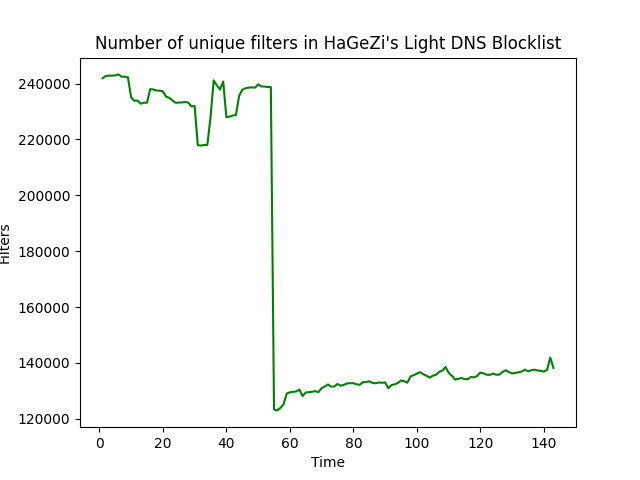 Number of unique filters in HaGeZi's Light DNS Blocklist
240000
220000
200000
180000
160000
140000
120000
Filters
0 20 40 60 80 100 120 140
Time